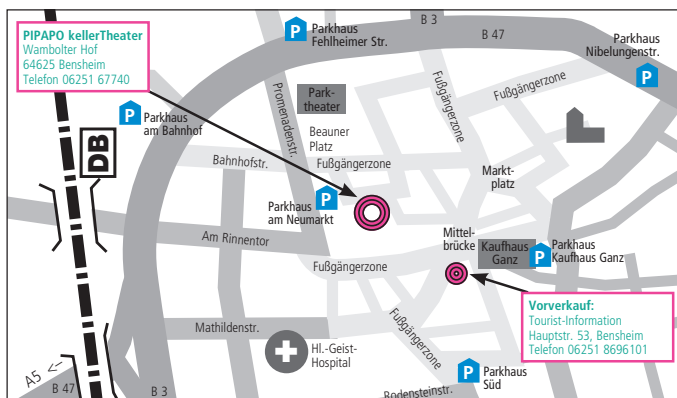 PIPAPO kellerTheater
Wambolter Hof
64625 Bensheim
Telefon 06251 67740
P
Parkhaus
Fehlheimer Str.
B 3
B 47
Parkhaus
Nibelungenstr.
P
P
Parkhaus
am Bahnhof
DB
Promenadenstr.
Park-
theater
Beauner
Platz
Fußgängerzone
Fußgängerzone
Bahnhofstr.
Fußgängerzone
Markt-
platz
P
Parkhaus
am Neumarkt
Am Rinnentor
Mittel-
brücke
Kaufhaus
Ganz
P
Parkhaus
Kaufhaus Ganz
Fußgängerzone
Vorverkauf:
Tourist-Information
Hauptstr. 53, Bensheim
Telefon 06251 8696101
Mathildenstr.
Fußgängerzone
Hl.-Geist-
Hospital
P
Parkhaus
Süd
A5 <-
B 47
B 3
Rodensteinstr.